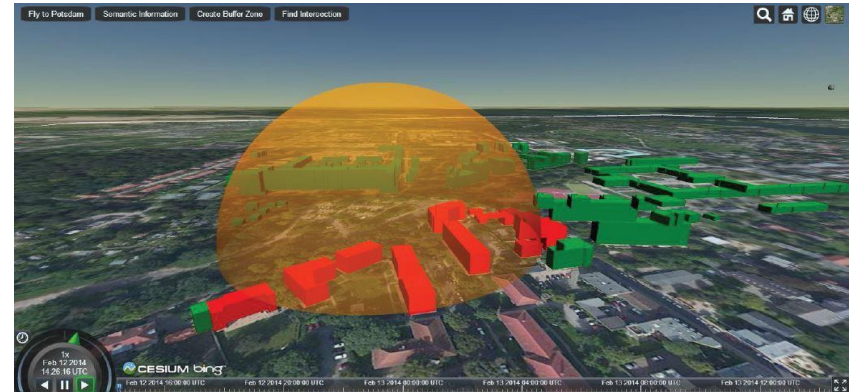 Fly to Potsdam
Semantic Information
Create Buffer Zone
Find Intersection
1x
Feb 12 2014
14:26:16 UTC
CESIUM bing
Feb 12 2014 16:00:00 UTC
Feb 12 2014 20:00:00 UTC
Feb 13 2014 00:00:00 UTC
Feb 13 2014 04:00:00 UTC
Feb 13 2014 08:00:00 UTC
Feb 13 2014 12:00:00 UTC